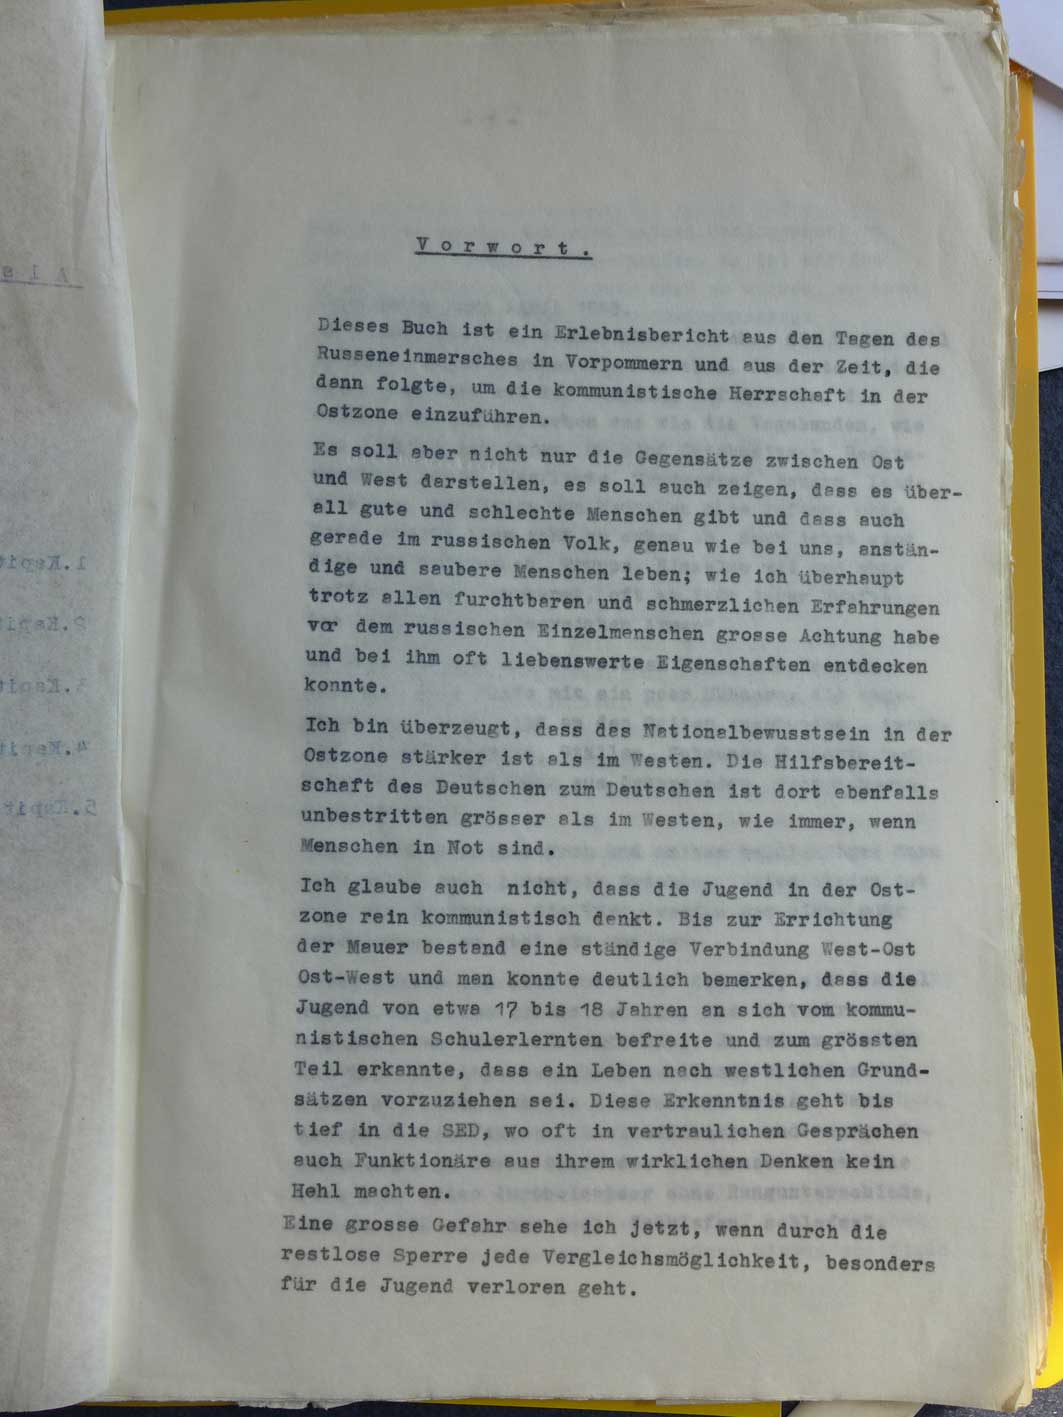 Vorwort.
Dieses Buch ist ein Erlebnisbericht aus den Tagen des
Russeneinmarsches in Vorpommern und aus der Zeit, die
dann folgte, um die kommunistische Herrschaft in der
Ostzone einzuführen.
Es soll aber nicht nur die Gegensätze zwischen Ost
und West darstellen, es soll auch zeigen, dass es über-
all gute und schlechte Menschen gibt und dass auch
gerade im russischen Volk, genau wie bei uns, anstän-
dige und saubere Menschen leben; wie ich überhaupt
trotz allen furchtbaren und schmerzlichen Erfahrungen
vor dem russischen Einzelmenschen grosse Achtung habe
und bei ihm oft liebenswerte Eigenschaften entdecken
konnte.
Ich bin überzeugt, dass das Nationalbewusstsein in der
Ostzone stärker ist als im Westen. Die Hilfsbereit-
schaft des Deutschen zum Deutschen ist dort ebenfalls
unbestritten grösser als im Westen, wie immer, wenn
Menschen in Not sind.
Ich glaube auch nicht, dass die Jugend in der Ost-
zone rein kommunistisch denkt. Bis zur Errichtung
der Mauer bestand eine ständige Verbindung West-Ost
Ost-West und man konnte deutlich bemerken, dass die
Jugend von etwa 17 bis 18 Jahren an sich vom kommu-
nistischen Schulerlernten befreite und zum grössten
Teil erkannte, dass ein Leben nach westlichen Grund-
sätzen vorzuziehen sei. Diese Erkenntnis geht bis
tief in die SED, wo oft in vertraulichen Gesprächen
auch Funktionäre aus ihrem wirklichen Denken kein
Hehl machten.
Eine grosse Gefahr sehe ich jetzt, wenn durch die
restlose Sperre jede Vergleichsmöglichkeit, besonders
für die Jugend verloren geht.